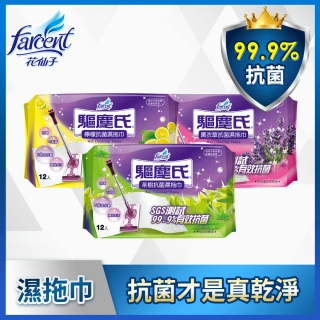 farcent
花仙子
99.9%
抗菌
驅塵氏
檸檬抗菌濕拖巾
12入
驅塵氏
薰衣草抗菌濕拖巾
驅塵氏
茶樹抗菌濕拖巾
SGS測試
99.9%有效抗菌
12入
濕拖巾
抗菌才是真乾淨